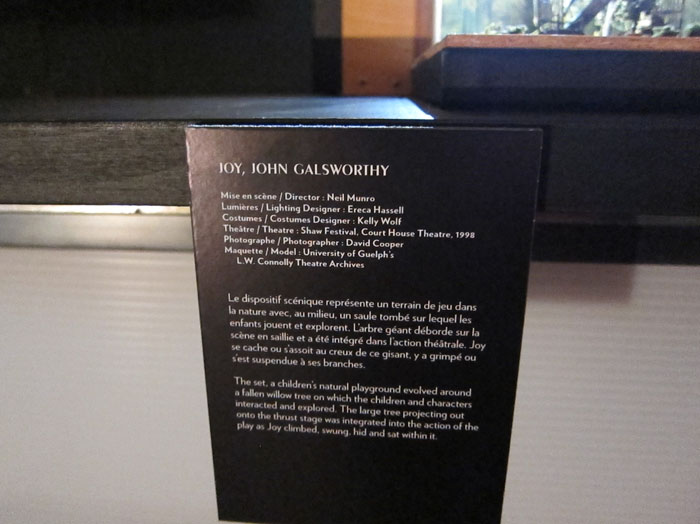 JOY, JOHN GALSWORTHY
Mise en scène / Director : Neil Munro
Lumières / Lighting Designer : Ereca Hassell
Costumes / Costumes Designer : Kelly Wolf
Theâtre / Theatre : Shaw Festival, Court House Theatre, 1998
Photographe / Photographer : David Cooper
Maquette / Model : University of Guelph's
L.W. Connolly Theatre Archives
Le dispositif scénique représente un terrain de jeu dans
la nature avec, au milieu, un saule tombé sur lequel les
enfants jouent et explorent. L'arbre géant déborde sur la
scène en saillie et a été intégré dans l'action théâtrale. Joy
se cache ou s'assoit au creux de ce gisant, y a grimpé ou
s'est suspendue à ses branches.
The set, a children's natural playground evolved around
a fallen willow tree on which the children and characters
interacted and explored. The large tree projecting out
onto the thrust stage was integrated into the action of the
play as Joy climbed, swung, hid and sat within it.